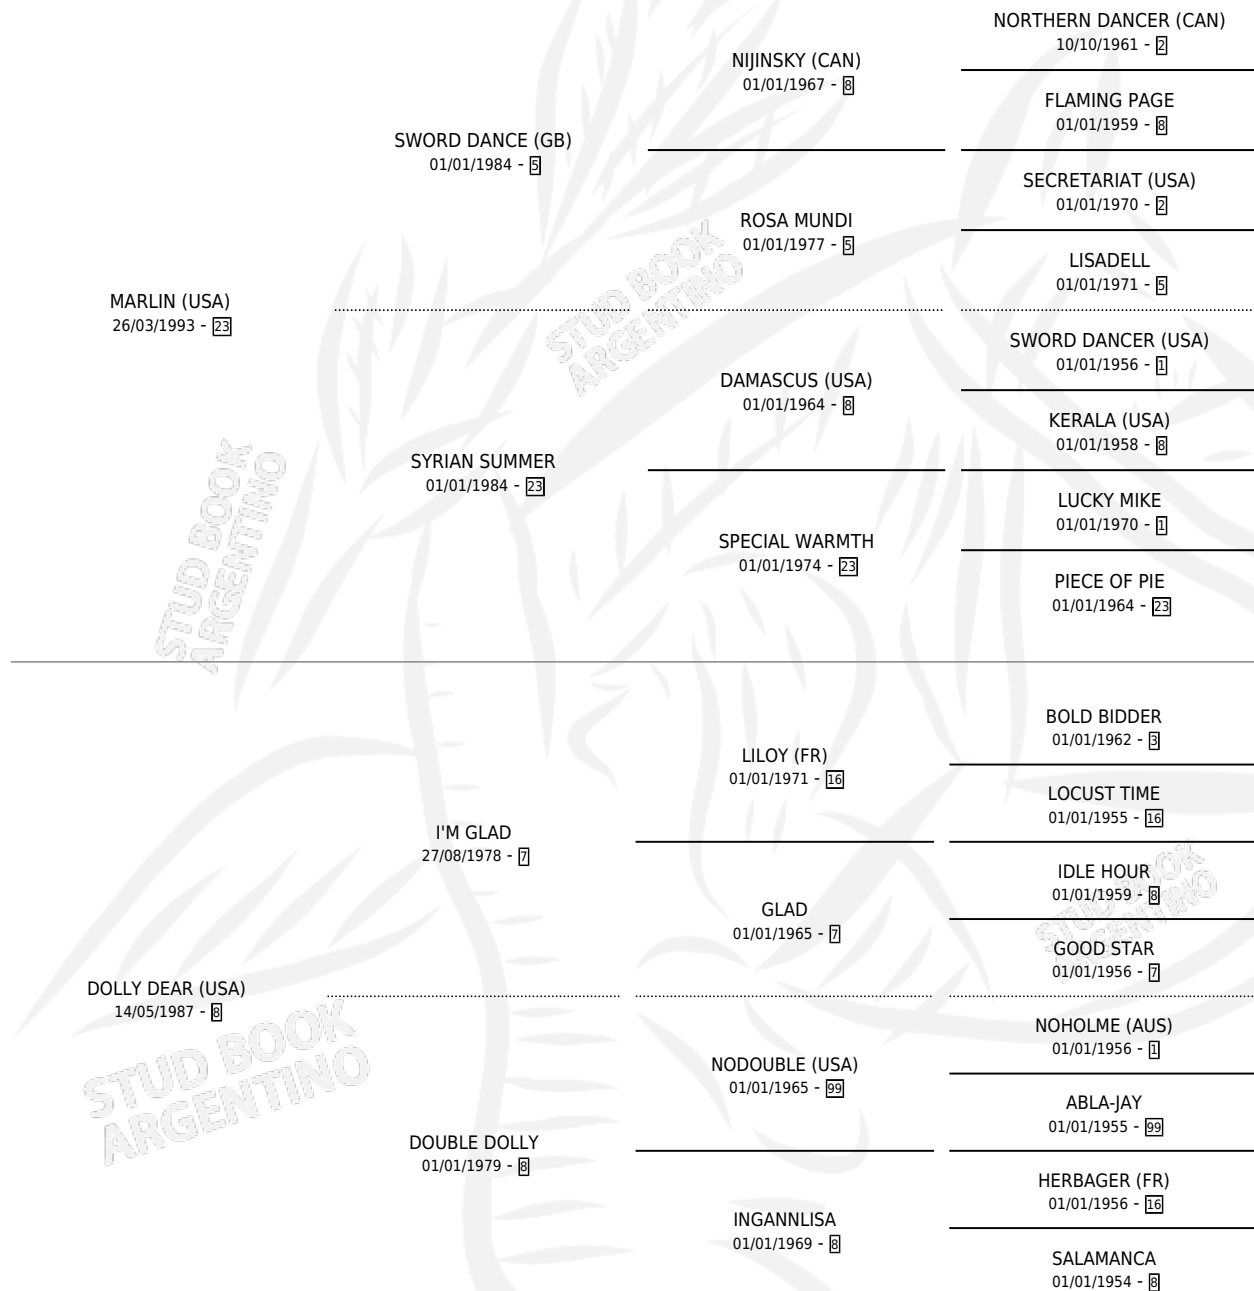 NORTHERN DANCER (CAN)
10/10/1961 - 2
NIJINSKY (CAN)
01/01/1967 - 8
FLAMING PAGE
01/01/1959 - 8
SWORD DANCE (GB)
01/01/1984 - 5
SECRETARIAT (USA)
01/01/1970 - 2
ROSA MUNDI
01/01/1977 - 5
LISADELL
01/01/1971 - 5
MARLIN (USA)
26/03/1993 - 23
STUD BOOK
ARGENTINO
SWORD DANCER (USA)
01/01/1956 - 1
DAMASCUS (USA)
01/01/1964 - 8
KERALA (USA)
01/01/1958 - 8
SYRIAN SUMMER
01/01/1984 - 23
LUCKY MIKE
01/01/1970 - 1
SPECIAL WARMTH
01/01/1974 - 23
PIECE OF PIE
01/01/1964 - 23
STUD BOOK
ARGENTINO
BOLD BIDDER
01/01/1962 - 3
LILOY (FR)
01/01/1971 - 16
LOCUST TIME
01/01/1955 - 16
I'M GLAD
27/08/1978 - 7
IDLE HOUR
01/01/1959 - 8
GLAD
01/01/1965 - 7
GOOD STAR
01/01/1956 - 7
STUD BOOK
ARGENTINO
DOLLY DEAR (USA)
14/05/1987 - 8
STUD BOOK
ARGENTINO
NOHOLME (AUS)
01/01/1956 - 1
NODOUBLE (USA)
01/01/1965 - 99
ABLA-JAY
01/01/1955 - 99
DOUBLE DOLLY
01/01/1979 - 8
HERBAGER (FR)
01/01/1956 - 16
INGANNLISA
01/01/1969 - 8
SALAMANCA
01/01/1954 - 8